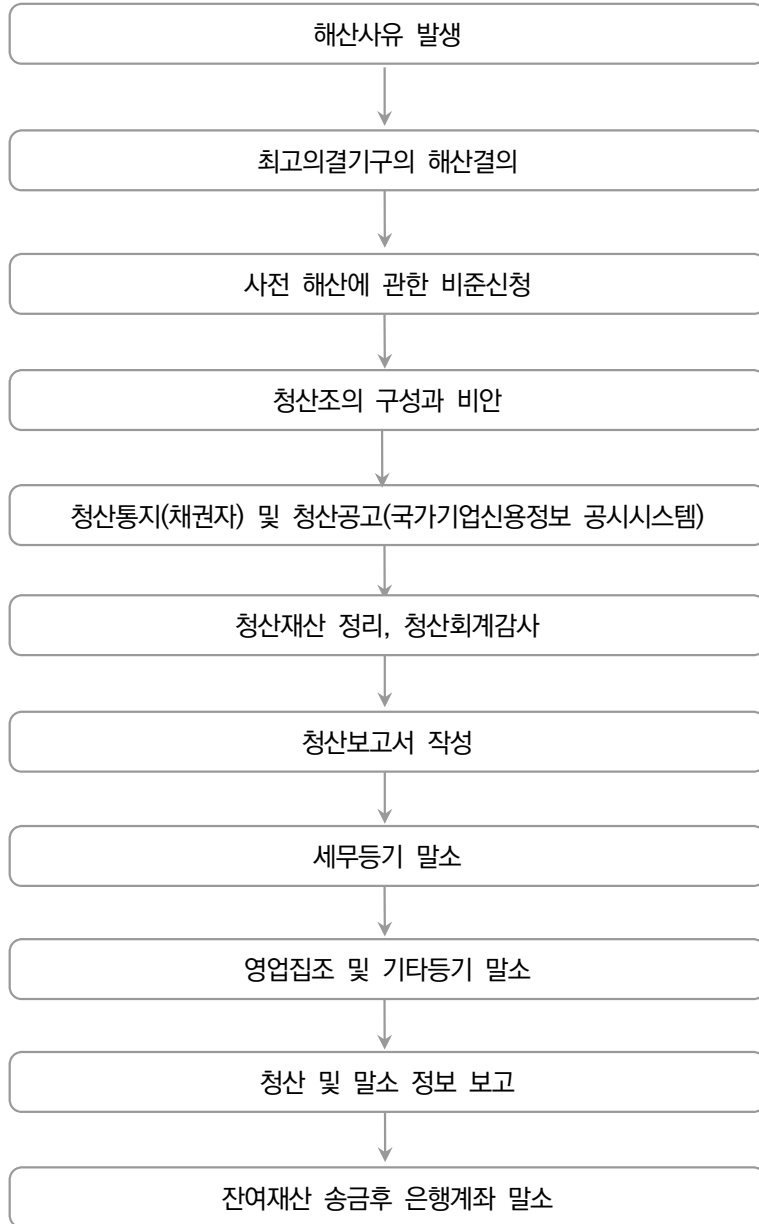 해산사유 발생
최고의결기구의 해산결의
사전 해산에 관한 비준신청
청산조의 구성과 비안
청산통지(채권자) 및 청산공고(국가기업신용정보 공시시스템)
청산재산 정리, 청산회계감사
청산보고서 작성
세무등기 말소
영업집조 및 기타등기 말소
청산 및 말소 정보 보고
잔여재산 송금후 은행계좌 말소